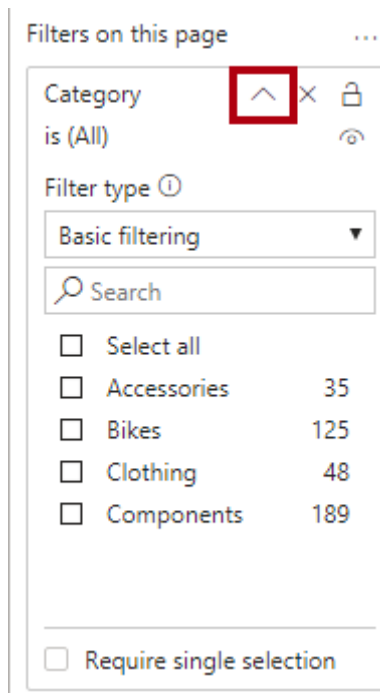 Filters on this page
Category
is (All)
Filter type
Basic filtering
Search
Select all
Accessories 35
Bikes 125
Clothing 48
Components 189
Require single selection